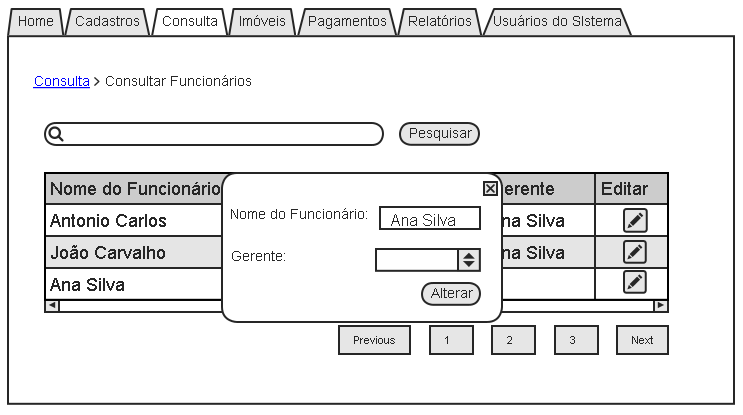 Home Cadastros Consulta Imóveis Pagamentos Relatórios Usuários do SIstema
Consulta > Consultar Funcionários
Pesquisar
Nome do Funcionário erente Editar
Antonio Carlos na Silva
João Carvalho na Silva
Ana Silva
Nome do Funcionário: Ana Silva
Gerente:
Alterar
Previous 1 2 3 Next